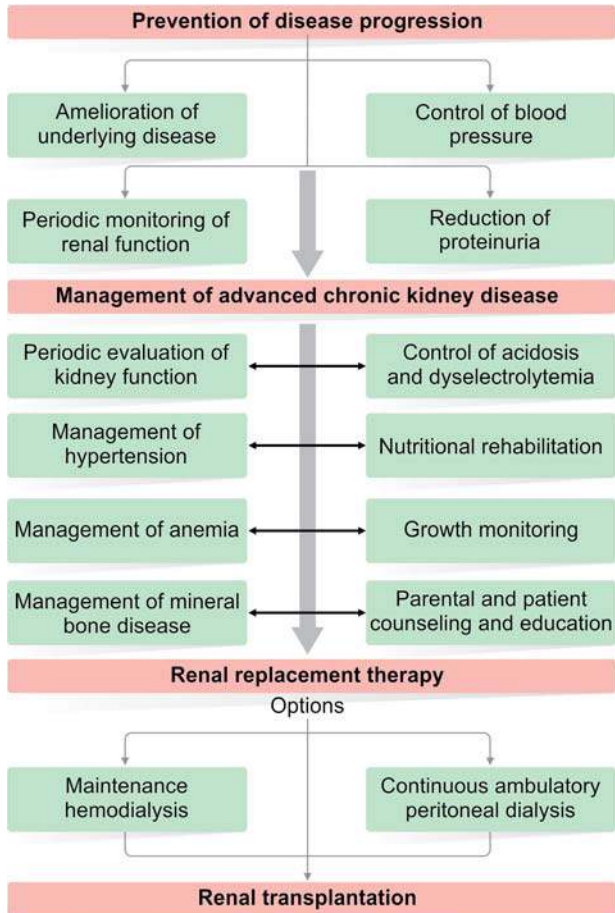 Prevention of disease progression
Amelioration of
underlying disease
Control of blood
pressure
Periodic monitoring of
renal function
Reduction of
proteinuria
Management of advanced chronic kidney disease
Periodic evaluation of
kidney function
Control of acidosis
and dyselectrolytemia
Management of
hypertension
Nutritional rehabilitation
Management of anemia
Growth monitoring
Management of mineral
bone disease
Parental and patient
counseling and education
Renal replacement therapy
Options
Maintenance
hemodialysis
Continuous ambulatory
peritoneal dialysis
Renal transplantation